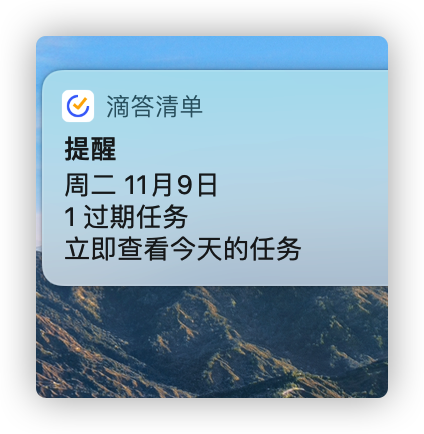 滴答清单
提醒
周二 11月9日
1 过期任务
立即查看今天的任务